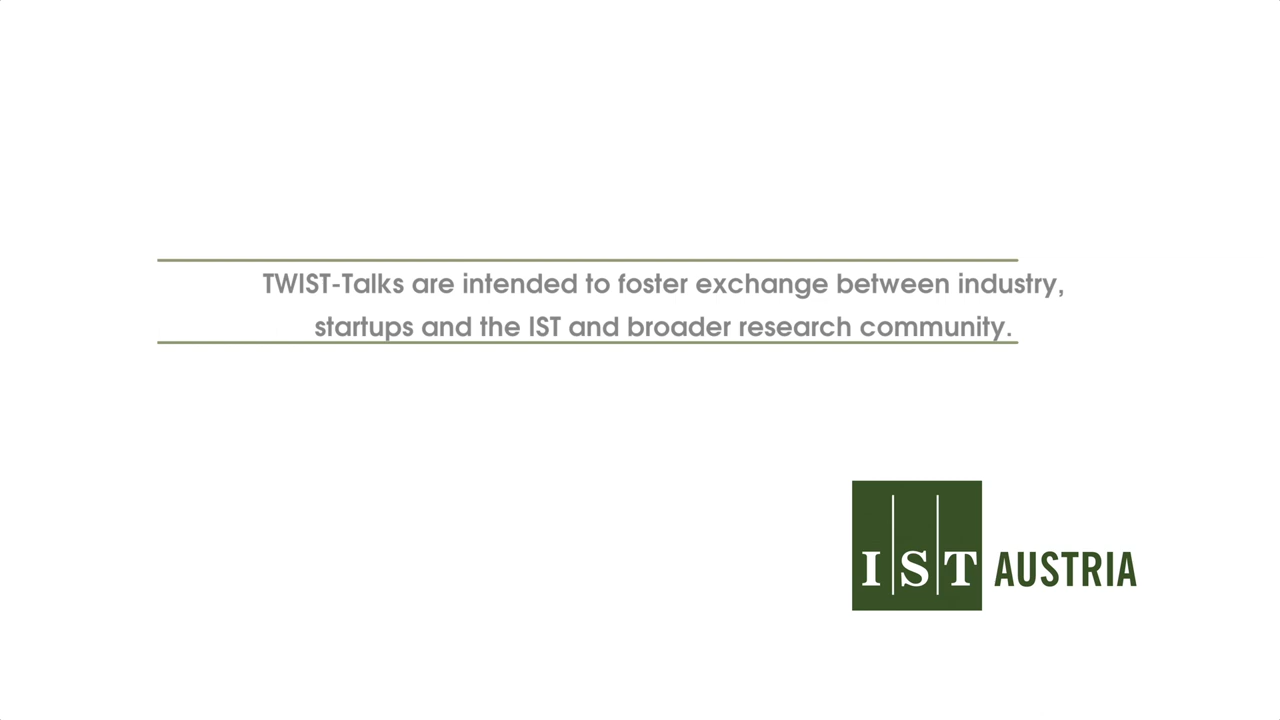 TWIST-Talks are intended to foster exchange between industry,
startups and the IST and broader research community.
IST AUSTRIA